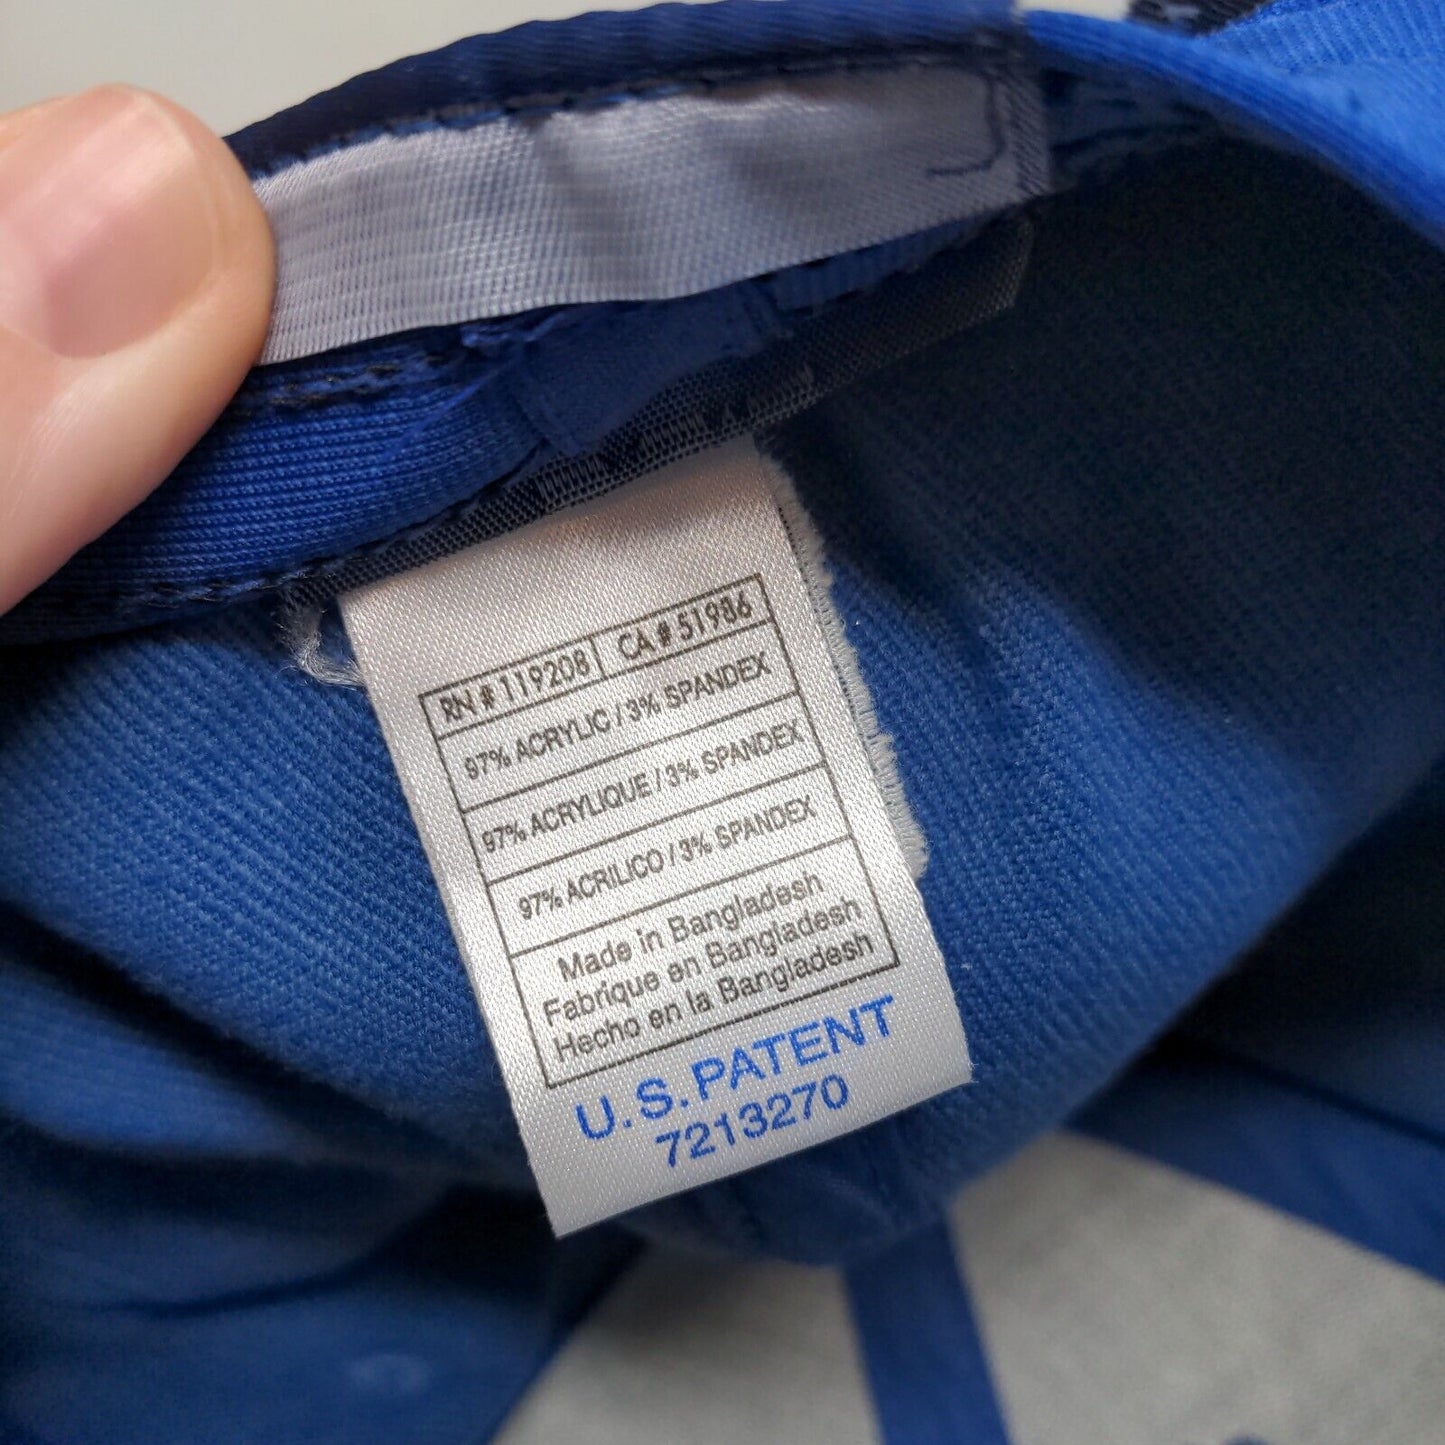 RN # 119208 CA # 51986
97% ACRYLIC / 3% SPANDEX
97% ACRYLIQUE / 3% SPANDEX
97% ACRILICO / 3% SPANDEX
Made in Bangladesh
Fabrique en Bangladesh
Hecho en la Bangladesh
U.S. PATENT
7213270